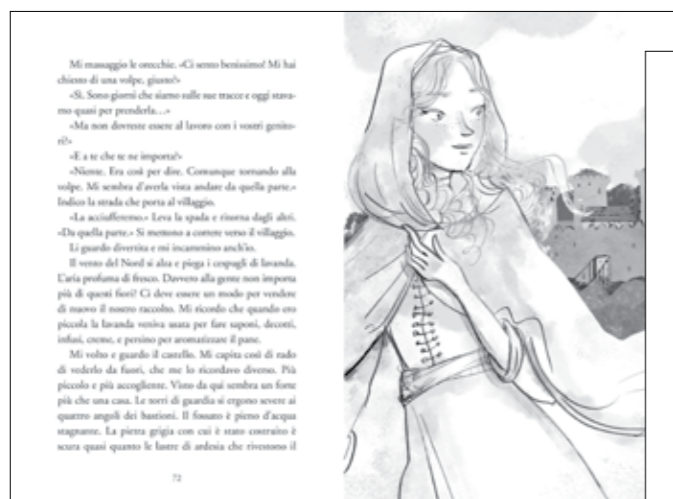 Mi massaggio le orecchie. «Ci sento benissimo! Mi hai
chiesto di una volpe, giusto?»
«Sì. Sono giorni che siamo sulle sue tracce e oggi stava-
mo quasi per prenderla…»
«Ma non dovreste essere al lavoro con i vostri genito-
ri?»
«E a te che te ne importa?»
«Niente. Era così per dire. Comunque tornando alla
volpe. Mi sembra d'averla vista andare da quella parte.»
Indico la strada che porta al villaggio.
«La acciufferemo.» Leva la spada e ritorna dagli altri.
«Da quella parte.» Si mettono a correre verso il villaggio.
Li guardo divertita e mi incammino anch'io.
Il vento del Nord si alza e piega i cespugli di lavanda.
L'aria profuma di fresco. Davvero alla gente non importa
più di questi fiori? Ci deve essere un modo per vendere
di nuovo il nostro raccolto. Mi ricordo che quando ero
piccola la lavanda veniva usata per fare saponi, decotti,
infusi, creme, e persino per aromatizzare il pane.
Mi volto e guardo il castello. Mi capita così di rado
di vederlo da fuori, che me lo ricordavo diverso. Più
piccolo e più accogliente. Visto da qui sembra un forte
più che una casa. Le torri di guardia si ergono severe ai
quattro angoli dei bastioni. Il fossato è pieno d'acqua
stagnante. La pietra grigia con cui è stato costruito è
scura quasi quanto le lastre di ardesia che rivestono il
72